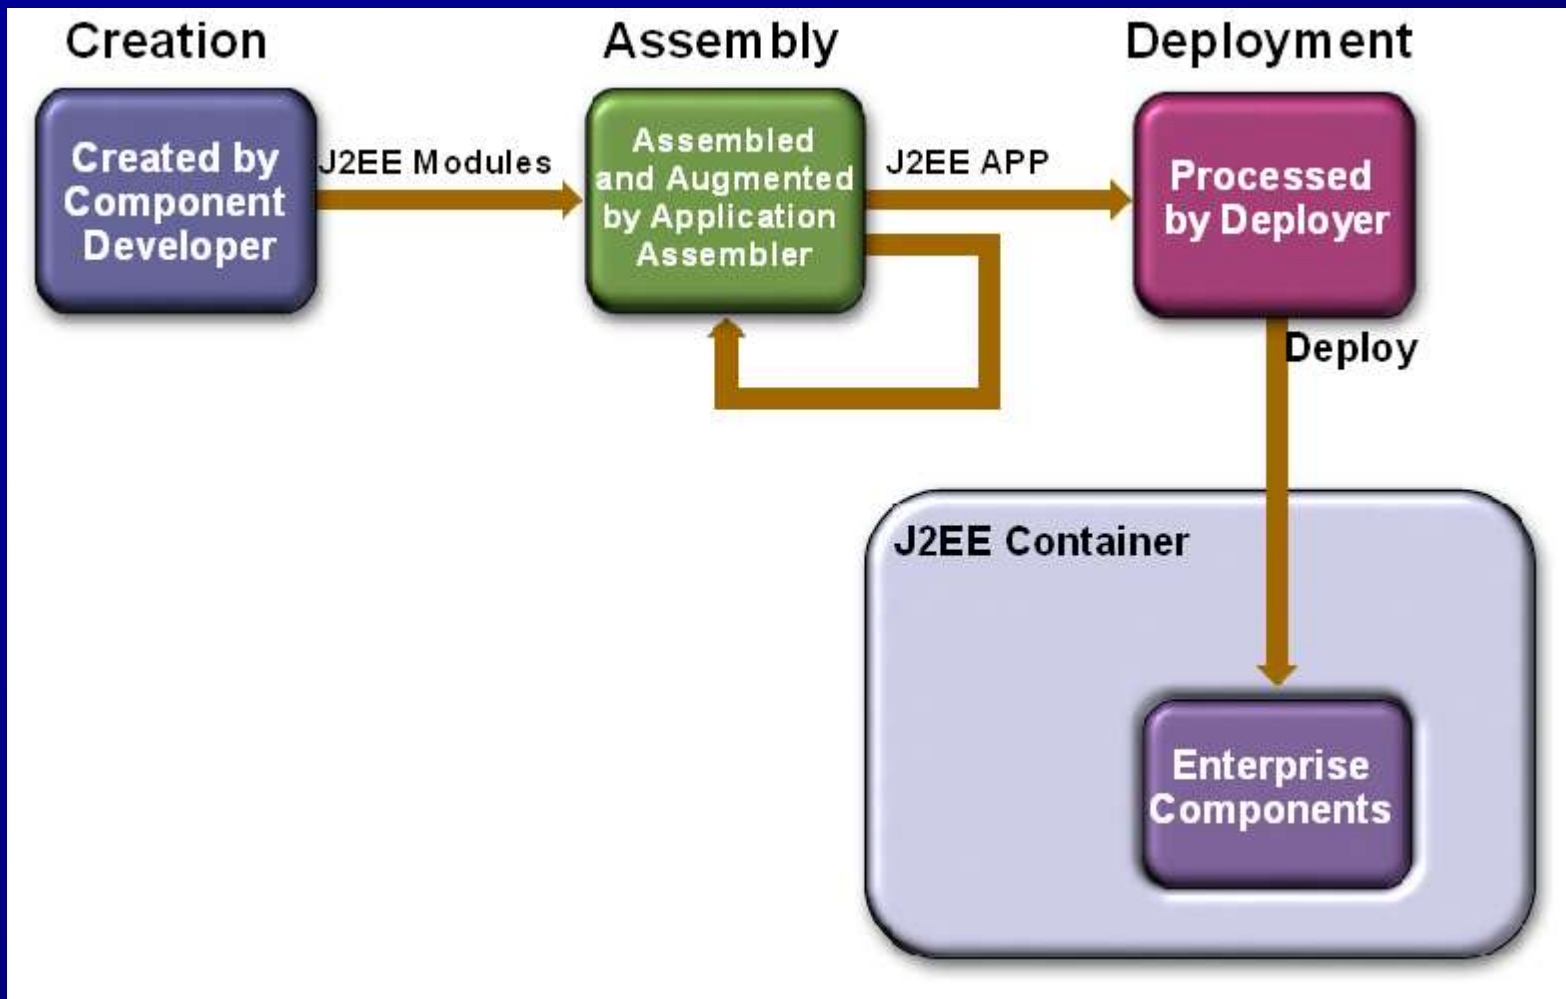 Creation
Assembly
Deployment
Created by
Component
Developer
J2EE Modules
Assembled
and Augmented
by Application
Assembler
J2EE APP
Processed
by Deployer
Deploy
J2EE Container
Enterprise
Components